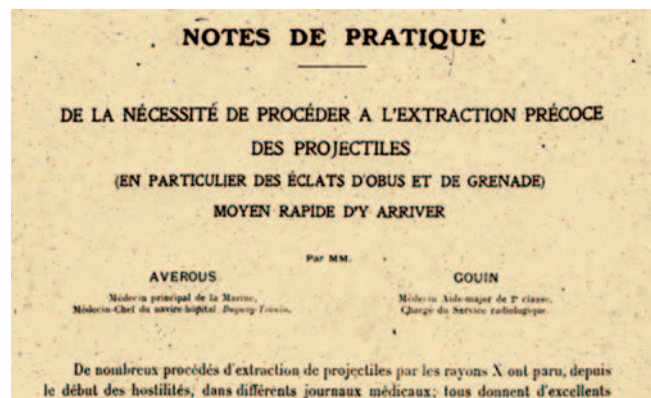 NOTES DE PRATIQUE
DE LA NÉCESSITÉ DE PROCÉDER A L'EXTRACTION PRÉCOCE
DES PROJECTILES
(EN PARTICULIER DES ÉCLATS D'OBUS ET DE GRENADE)
MOYEN RAPIDE D'Y ARRIVER
Par MM.
AVEROUS
GOUIN
Médecin principal de la Marine,
Médecin Aide-major de 2e classe,
Médecin-Chef du navire-hôpital Duguay-Trouin,
Chargé du Service radiologique
De nombreux procédés d'extraction de projectiles par les rayons X ont paru, depuis
le début des hostilités, dans différents journaux médicaux; tous donnent d'excellents